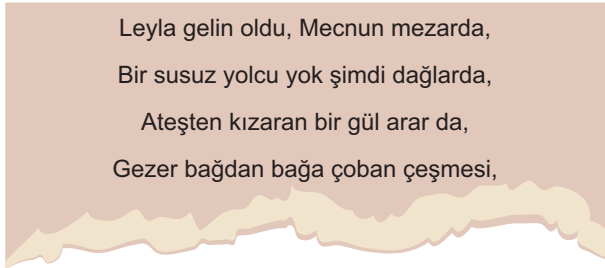 Leyla gelin oldu, Mecnun mezarda,
Bir susuz yolcu yok şimdi dağlarda,
Ateşten kızaran bir gül arar da,
Gezer bağdan bağa çoban çeşmesi,